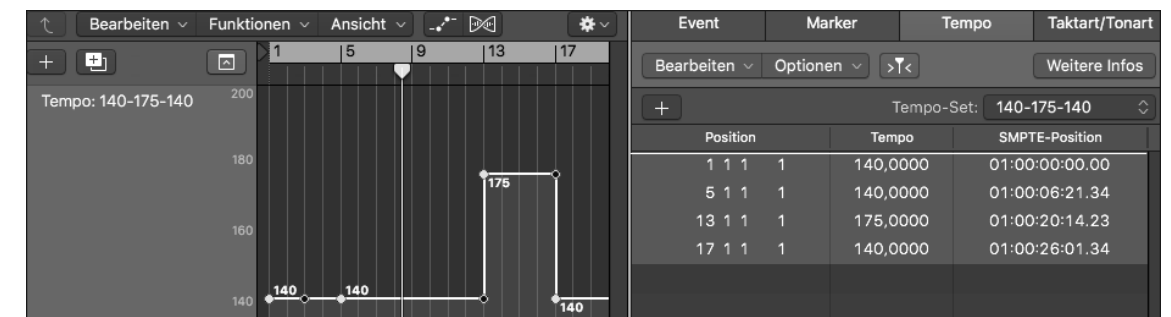 Bearbeiten Funktionen Ansicht
1 5 9 13 17
Tempo: 140-175-140
200
180
160
140
175
140 140
140
Event Marker Tempo Taktart/Tonart
Bearbeiten Optionen Weitere Infos
+ Tempo-Set: 140-175-140
Position Tempo SMPTE-Position
1 1 1 1 140,0000 01:00:00:00.00
5 1 1 1 140,0000 01:00:06:21.34
13 1 1 1 175,0000 01:00:20:14.23
17 1 1 1 140,0000 01:00:26:01.34